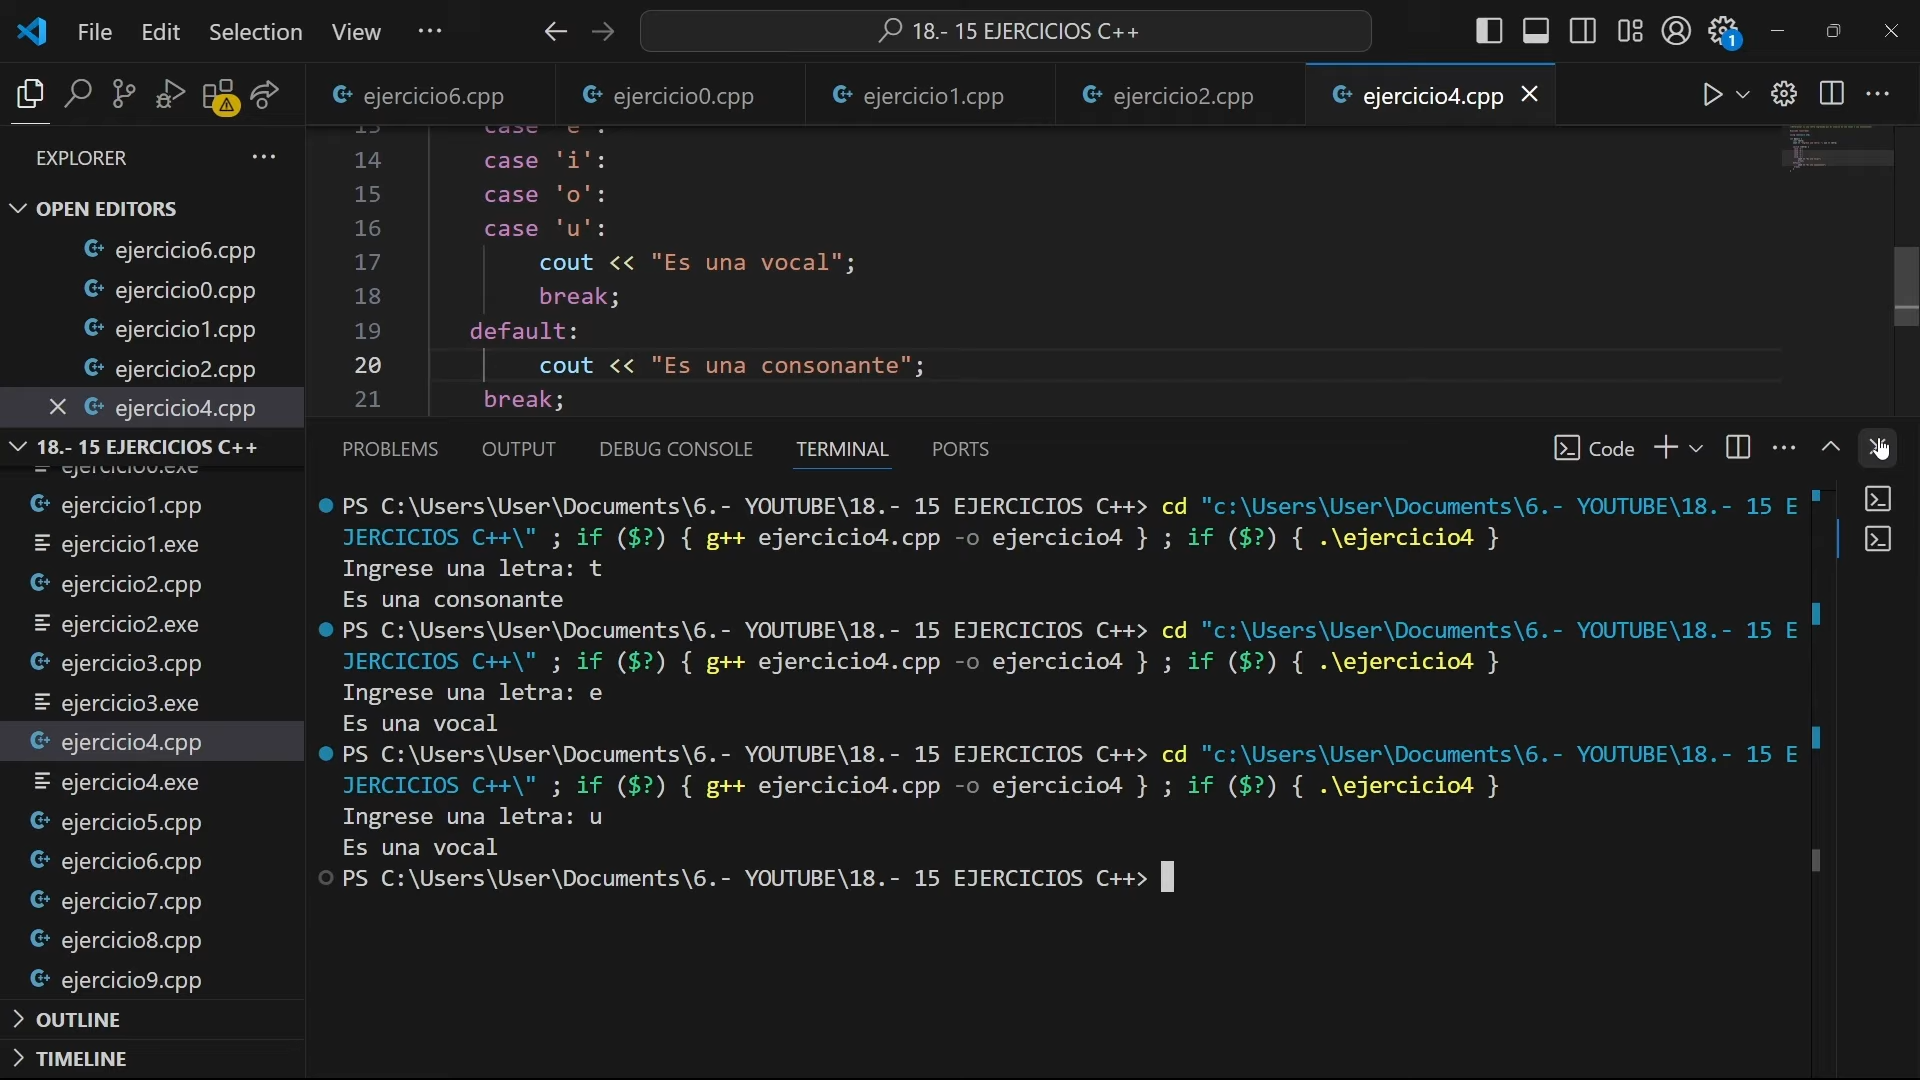 File Edit Selection View ···
18.- 15 EJERCICIOS C++
1
ejercicio6.cpp ejercicio0.cpp ejercicio1.cpp ejercicio2.cpp ejercicio4.cpp
EXPLORER
OPEN EDITORS
ejercicio6.cpp
ejercicio0.cpp
ejercicio1.cpp
ejercicio2.cpp
ejercicio4.cpp
18.- 15 EJERCICIOS C++
ejercicio0.exe
ejercicio1.cpp
ejercicio1.exe
ejercicio2.cpp
ejercicio2.exe
ejercicio3.cpp
ejercicio3.exe
ejercicio4.cpp
ejercicio4.exe
ejercicio5.cpp
ejercicio6.cpp
ejercicio7.cpp
ejercicio8.cpp
ejercicio9.cpp
OUTLINE
TIMELINE
13 case 'e':
14 case 'i':
15 case 'o':
16 case 'u':
17 cout << "Es una vocal";
18 break;
19 default:
20 cout << "Es una consonante";
21 break;
PROBLEMS OUTPUT DEBUG CONSOLE TERMINAL PORTS
Code
PS C:\Users\User\Documents\6.- YOUTUBE\18.- 15 EJERCICIOS C++> cd "c:\Users\User\Documents\6.- YOUTUBE\18.- 15 E
JERCICIOS C++\" ; if ($?) { g++ ejercicio4.cpp -o ejercicio4 } ; if ($?) { .\ejercicio4 }
Ingrese una letra: t
Es una consonante
PS C:\Users\User\Documents\6.- YOUTUBE\18.- 15 EJERCICIOS C++> cd "c:\Users\User\Documents\6.- YOUTUBE\18.- 15 E
JERCICIOS C++\" ; if ($?) { g++ ejercicio4.cpp -o ejercicio4 } ; if ($?) { .\ejercicio4 }
Ingrese una letra: e
Es una vocal
PS C:\Users\User\Documents\6.- YOUTUBE\18.- 15 EJERCICIOS C++> cd "c:\Users\User\Documents\6.- YOUTUBE\18.- 15 E
JERCICIOS C++\" ; if ($?) { g++ ejercicio4.cpp -o ejercicio4 } ; if ($?) { .\ejercicio4 }
Ingrese una letra: u
Es una vocal
PS C:\Users\User\Documents\6.- YOUTUBE\18.- 15 EJERCICIOS C++>